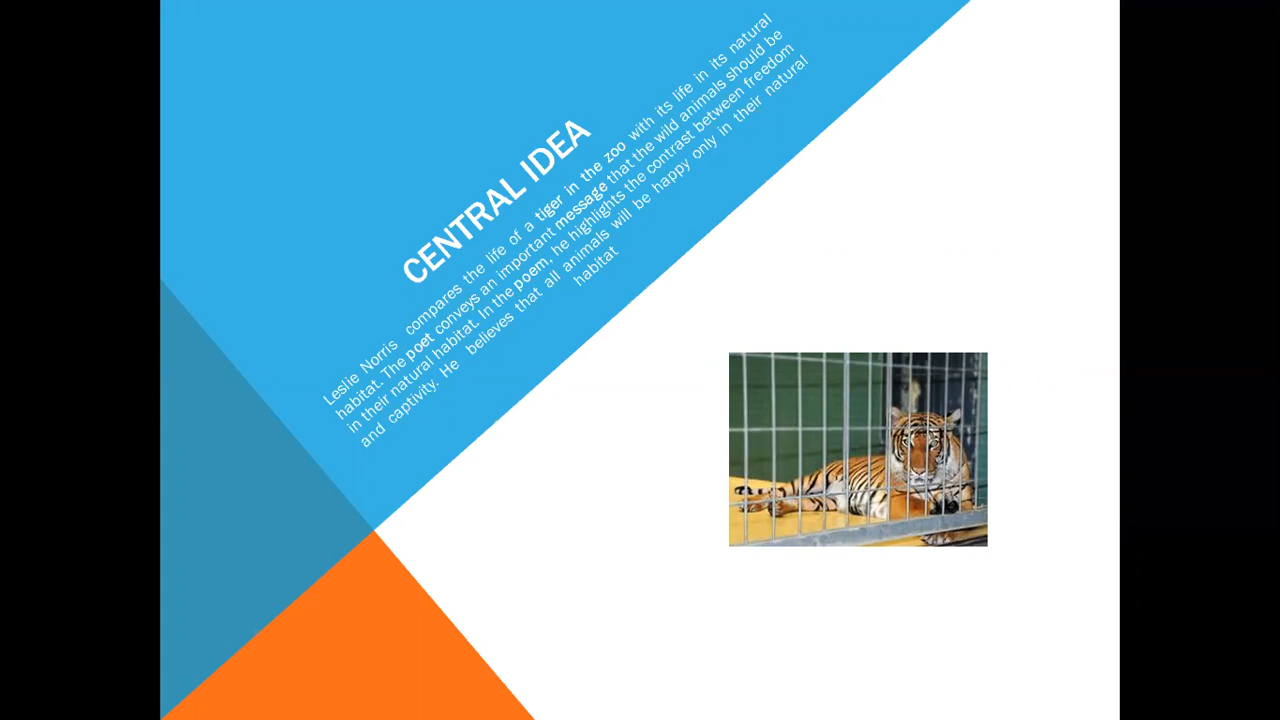 CENTRAL IDEA
Leslie Norris compares the life of a tiger in the zoo with its life in its natural
habitat. The poet conveys an important message that the wild animals should be
in their natural habitat. In the poem, he highlights the contrast between freedom
and captivity. He believes that all animals will be happy only in their natural
habitat